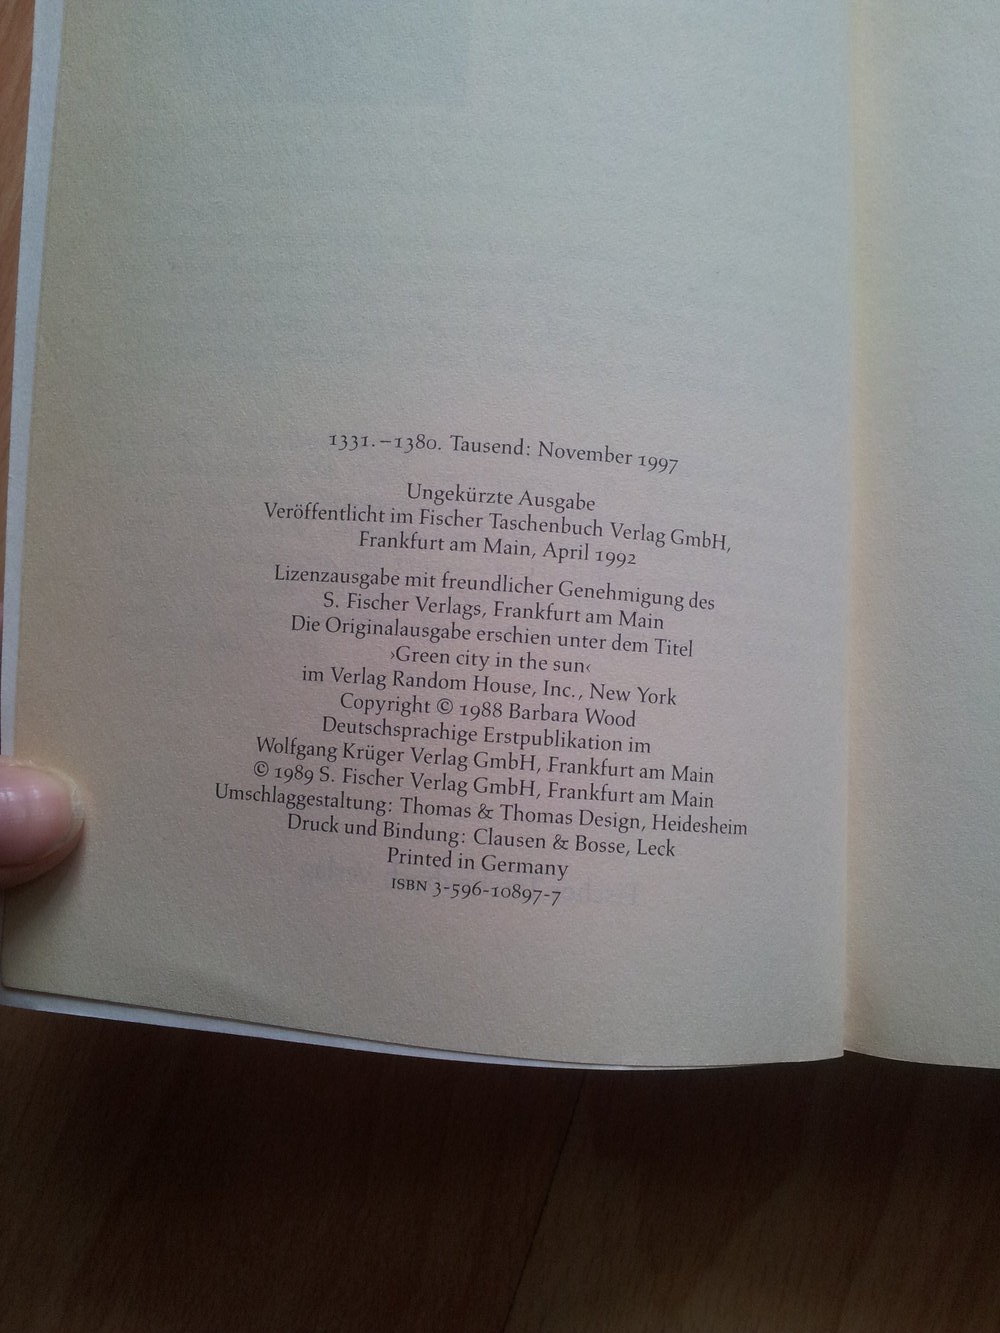 1331.–1380. Tausend: November 1997
Ungekürzte Ausgabe
Veröffentlicht im Fischer Taschenbuch Verlag GmbH,
Frankfurt am Main, April 1992
Lizenzausgabe mit freundlicher Genehmigung des
S. Fischer Verlags, Frankfurt am Main
Die Originalausgabe erschien unter dem Titel
›Green city in the sun‹
im Verlag Random House, Inc., New York
Copyright © 1988 Barbara Wood
Deutschsprachige Erstpublikation im
Wolfgang Krüger Verlag GmbH, Frankfurt am Main
© 1989 S. Fischer Verlag GmbH, Frankfurt am Main
Umschlaggestaltung: Thomas & Thomas Design, Heidesheim
Druck und Bindung: Clausen & Bosse, Leck
Printed in Germany
ISBN 3-596-10897-7